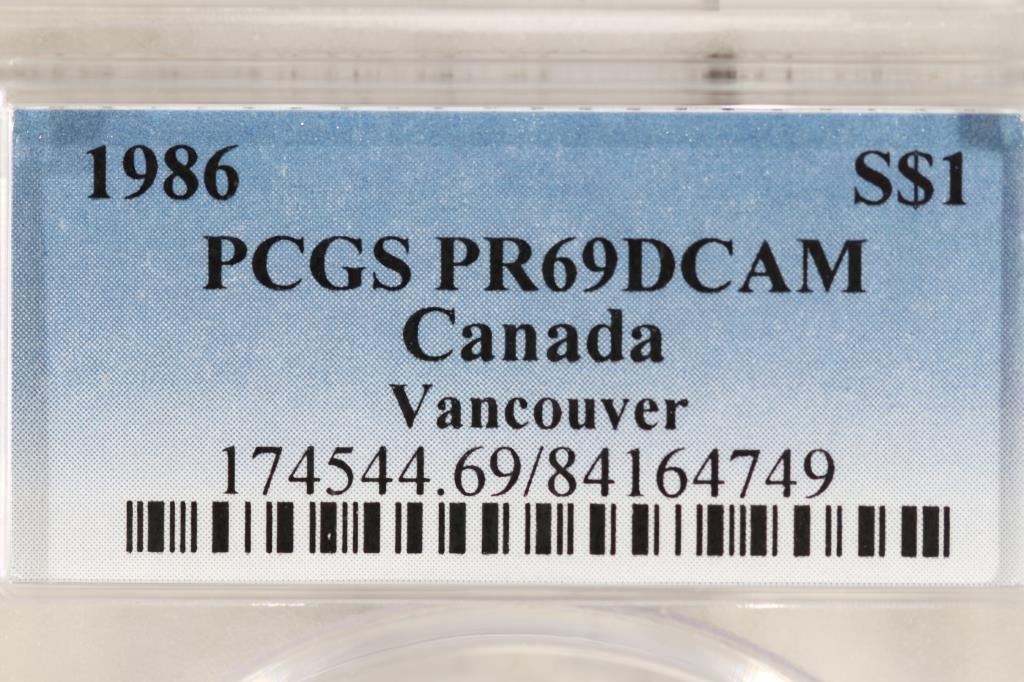 1986 S$1
PCGS PR69DCAM
Canada
Vancouver
174544.69/84164749